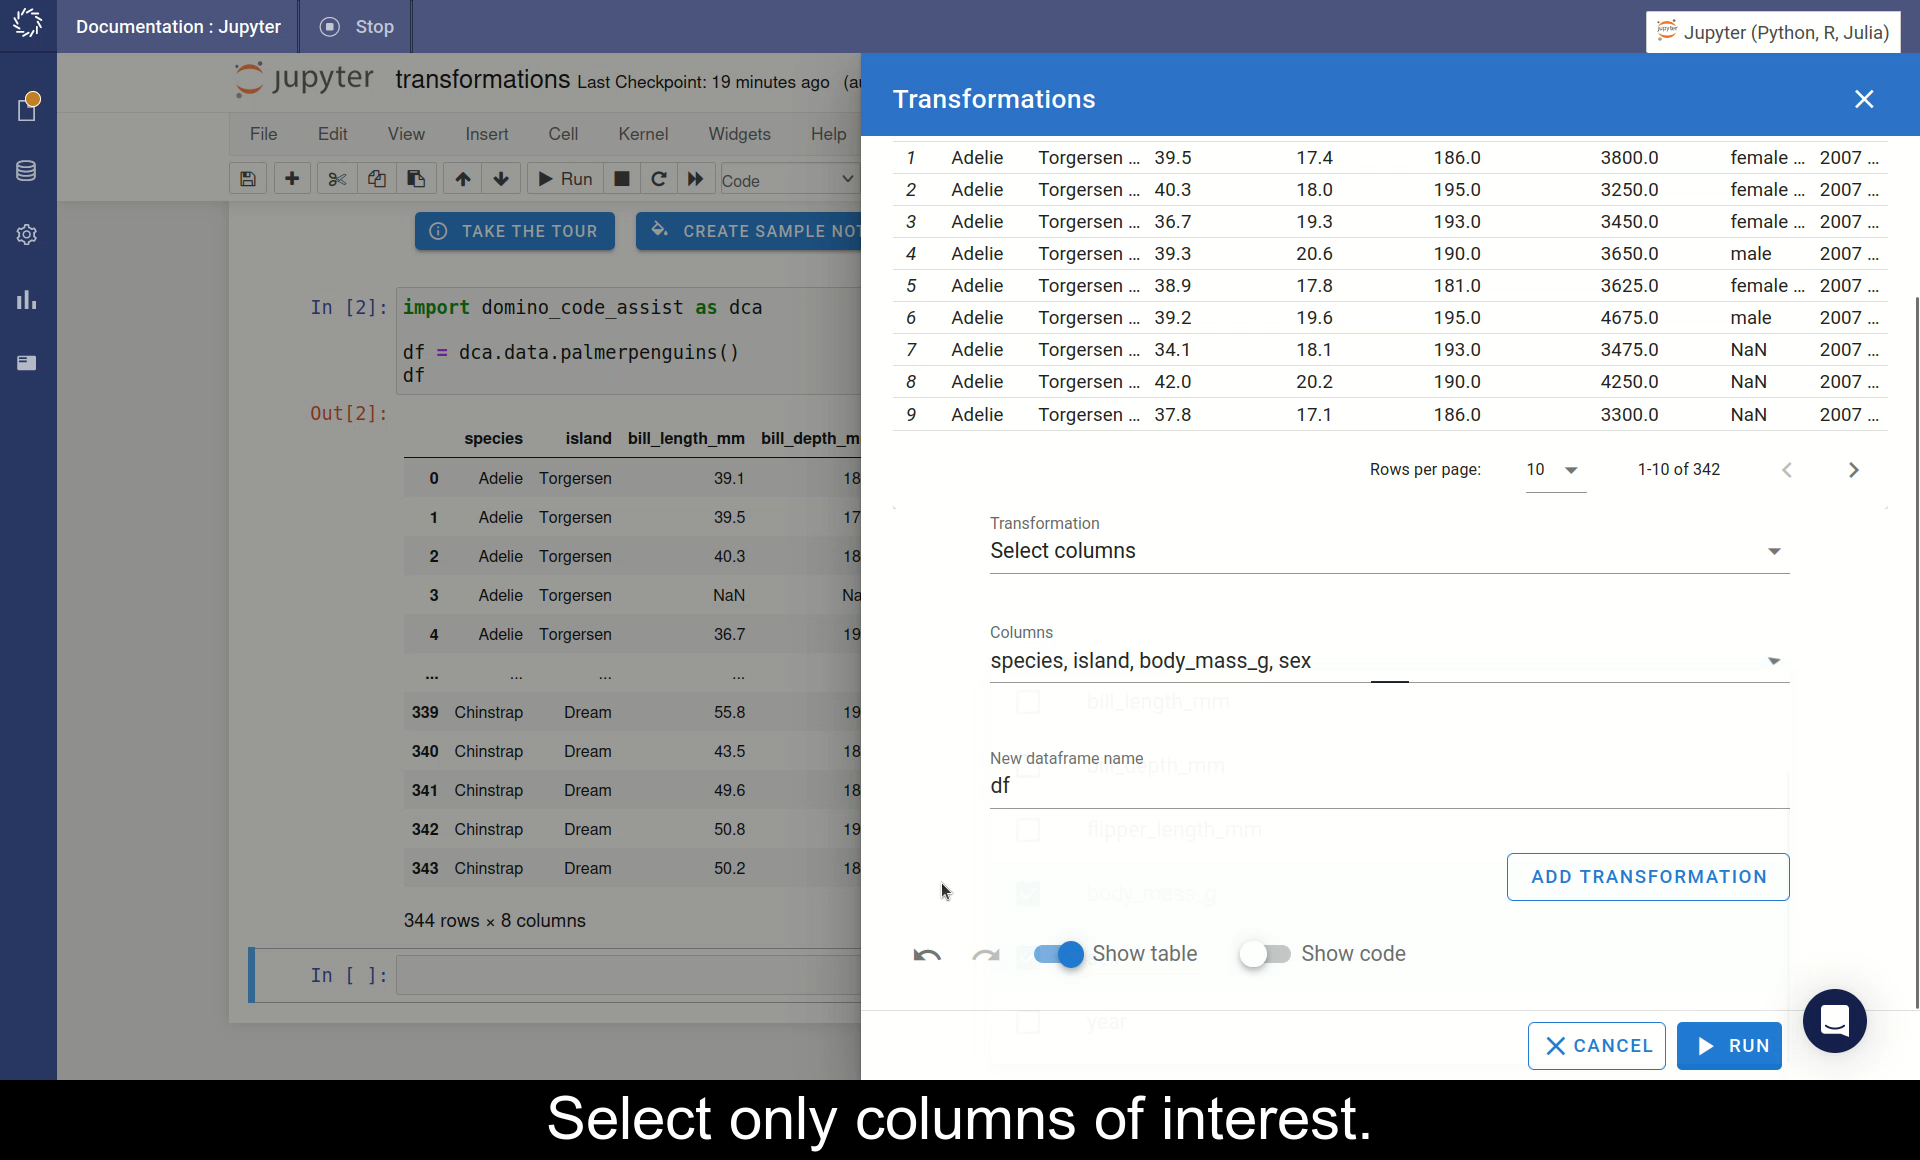 Documentation : Jupyter
Stop
Jupyter (Python, R, Julia)
jupyter transformations Last Checkpoint: 19 minutes ago (au
File Edit View Insert Cell Kernel Widgets Help
Run
Code
TAKE THE TOUR
CREATE SAMPLE NOT
In [2]: import domino_code_assist as dca
df = dca.data.palmerpenguins()
df
Out[2]:
species island bill_length_mm bill_depth_m
0 Adelie Torgersen 39.1 18
1 Adelie Torgersen 39.5 17
2 Adelie Torgersen 40.3 18
3 Adelie Torgersen NaN Na
4 Adelie Torgersen 36.7 19
... ... ... ...
339 Chinstrap Dream 55.8 19
340 Chinstrap Dream 43.5 18
341 Chinstrap Dream 49.6 18
342 Chinstrap Dream 50.8 19
343 Chinstrap Dream 50.2 18
344 rows × 8 columns
In [ ]:
Transformations
1 Adelie Torgersen ... 39.5 17.4 186.0 3800.0 female ... 2007 ...
2 Adelie Torgersen ... 40.3 18.0 195.0 3250.0 female ... 2007 ...
3 Adelie Torgersen ... 36.7 19.3 193.0 3450.0 female ... 2007 ...
4 Adelie Torgersen ... 39.3 20.6 190.0 3650.0 male 2007 ...
5 Adelie Torgersen ... 38.9 17.8 181.0 3625.0 female ... 2007 ...
6 Adelie Torgersen ... 39.2 19.6 195.0 4675.0 male 2007 ...
7 Adelie Torgersen ... 34.1 18.1 193.0 3475.0 NaN 2007 ...
8 Adelie Torgersen ... 42.0 20.2 190.0 4250.0 NaN 2007 ...
9 Adelie Torgersen ... 37.8 17.1 186.0 3300.0 NaN 2007 ...
Rows per page: 10 1-10 of 342
Transformation
Select columns
Columns
species, island, body_mass_g, sex
bill_length_mm
New dataframe name
bill_depth_mm
df
flipper_length_mm
ADD TRANSFORMATION
body_mass_g
Show table Show code
year
CANCEL RUN
Select only columns of interest.